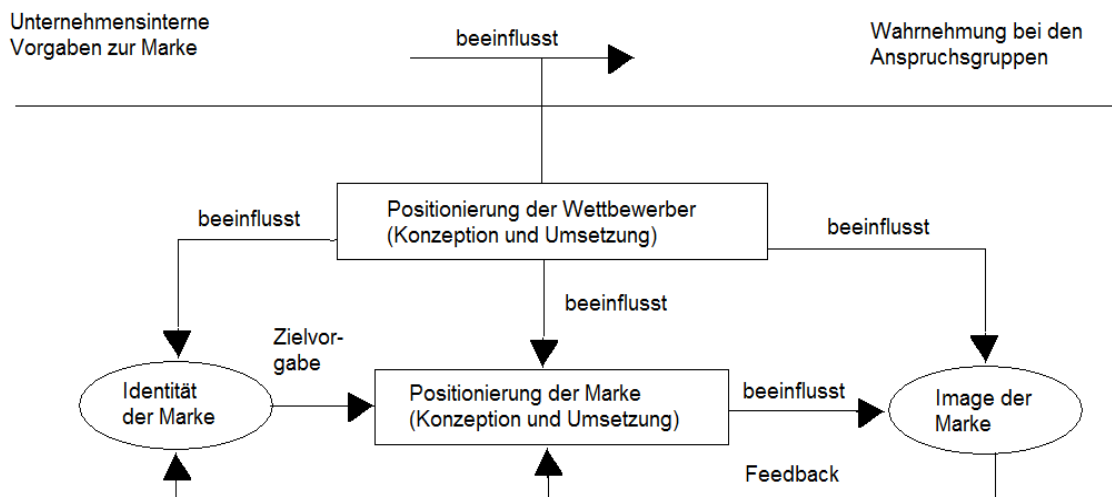 Unternehmensinterne
Vorgaben zur Marke
beeinflusst
Wahrnehmung bei den
Anspruchsgruppen
Positionierung der Wettbewerber
(Konzeption und Umsetzung)
beeinflusst
beeinflusst
beeinflusst
Zielvor-
gabe
Identität
der Marke
Positionierung der Marke
(Konzeption und Umsetzung)
beeinflusst
Image der
Marke
Feedback